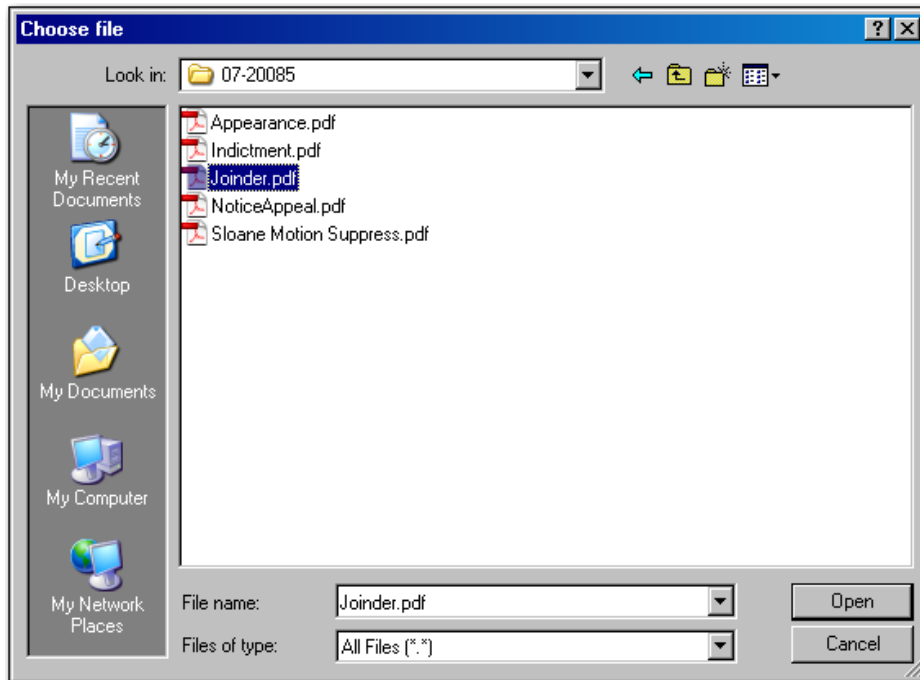 Choose file
Look in: 07-20085
My Recent
Documents
Desktop
My Documents
My Computer
My Network
Places
Appearance.pdf
Indictment.pdf
Joinder.pdf
NoticeAppeal.pdf
Sloane Motion Suppress.pdf
File name: Joinder.pdf Open
Files of type: All Files (*.*) Cancel